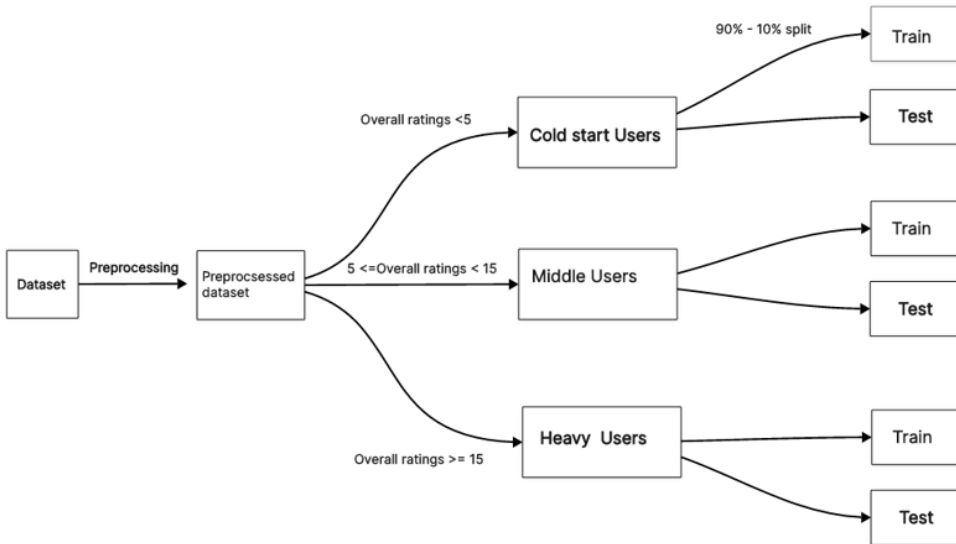 90% - 10% split
Train
Overall ratings <5
Cold start Users
Test
Dataset
Preprocessing
Preprocsessed
dataset
5 <=Overall ratings < 15
Middle Users
Train
Test
Overall ratings >= 15
Heavy Users
Train
Test